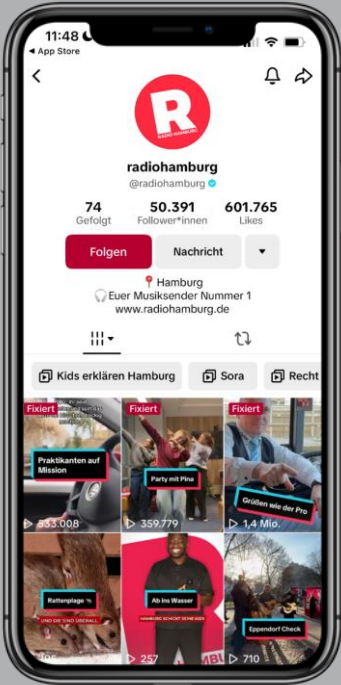 11:48
App Store
R
RADIO HAMBURG
radiohamburg
@radiohamburg
74
Gefolgt
50.391
Follower*innen
601.765
Likes
Folgen
Nachricht
Hamburg
Euer Musiksender Nummer 1
www.radiohamburg.de
Kids erklären Hamburg
Sora
Recht
Fixiert
Praktikanten auf
Mission
533.008
Fixiert
Party mit Pina
359.779
Fixiert
Grüßen wie der Pro
1,4 Mio.
Rattenplage
UND DIE SIND ÜBERALL.
Ab ins Wasser
HAMBURG SCHICKT SEINE KIDS
257
Eppendorf Check
710